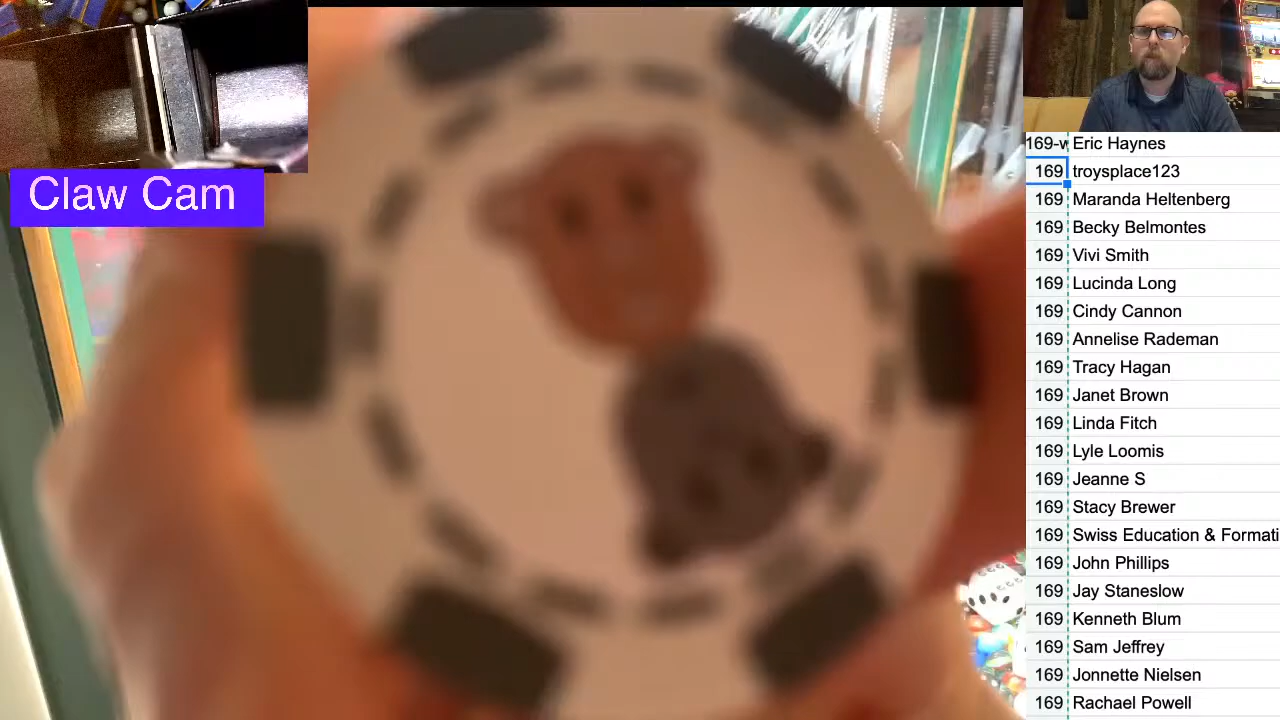 Claw Cam
169-w Eric Haynes
169 troysplace123
169 Maranda Heltenberg
169 Becky Belmontes
169 Vivi Smith
169 Lucinda Long
169 Cindy Cannon
169 Annelise Rademan
169 Tracy Hagan
169 Janet Brown
169 Linda Fitch
169 Lyle Loomis
169 Jeanne S
169 Stacy Brewer
169 Swiss Education & Formati
169 John Phillips
169 Jay Staneslow
169 Kenneth Blum
169 Sam Jeffrey
169 Jonnette Nielsen
169 Rachael Powell